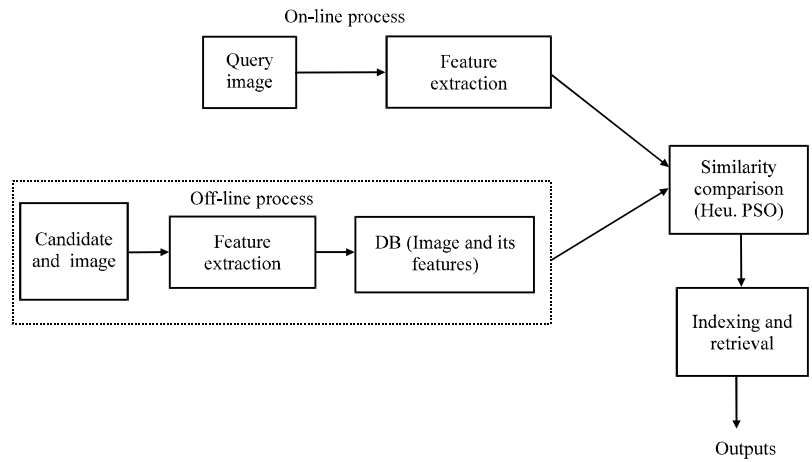 On-line process
Query
image
Feature
extraction
Off-line process
Candidate
and image
Feature
extraction
DB (Image and its
features)
Similarity
comparison
(Heu. PSO)
Indexing and
retrieval
Outputs